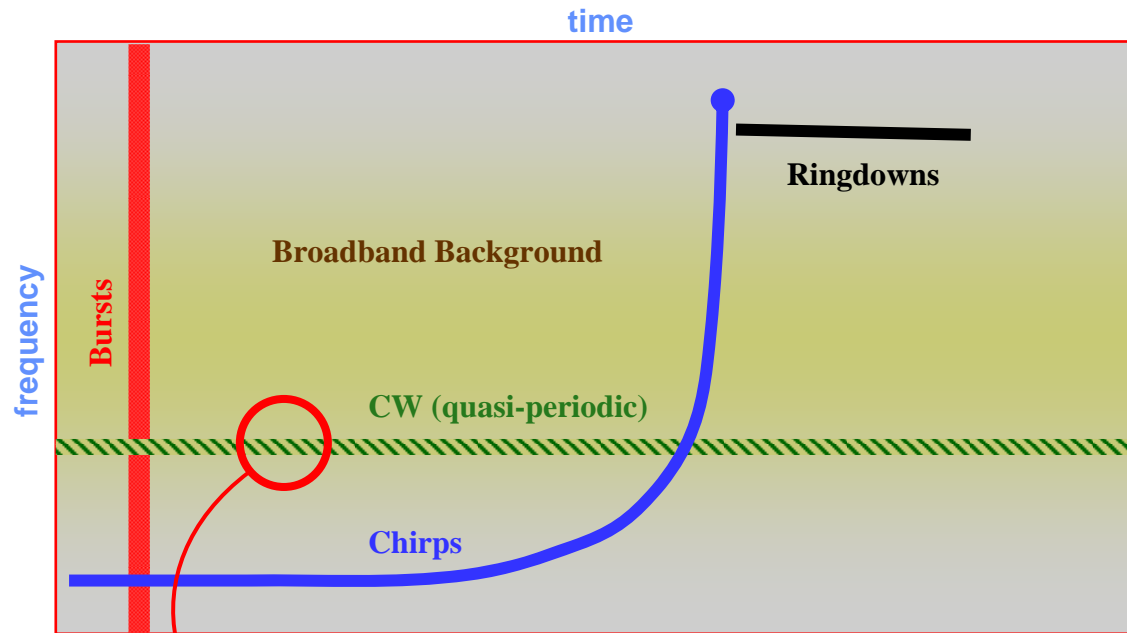 time
Ringdowns
Broadband Background
frequency
Bursts
CW (quasi-periodic)
Chirps